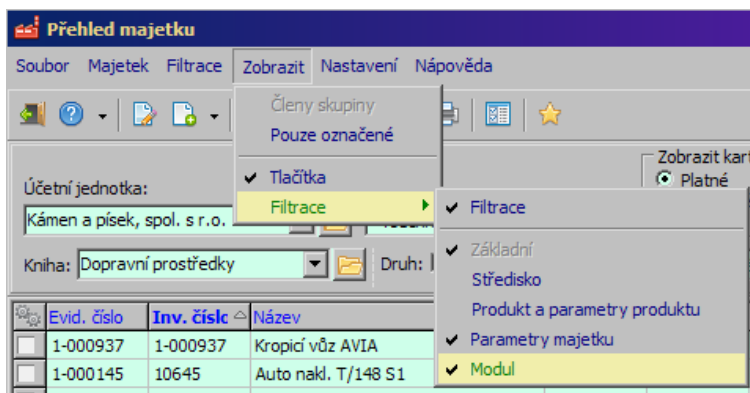 Přehled majetku
Soubor Majetek Filtrace Zobrazit Nastavení Nápověda
Členy skupiny
Pouze označené
Tlačítka
Filtrace
Filtrace
Základní
Středisko
Produkt a parametry produktu
Parametry majetku
Modul
Zobrazit kar
Platné
Účetní jednotka:
Kámen a písek, spol. s r.o.
Kniha: Dopravní prostředky Druh:
Evid. číslo Inv. číslo Název
1-000937 1-000937 Kropicí vůz AVIA
1-000145 10645 Auto nakl. T/148 S1